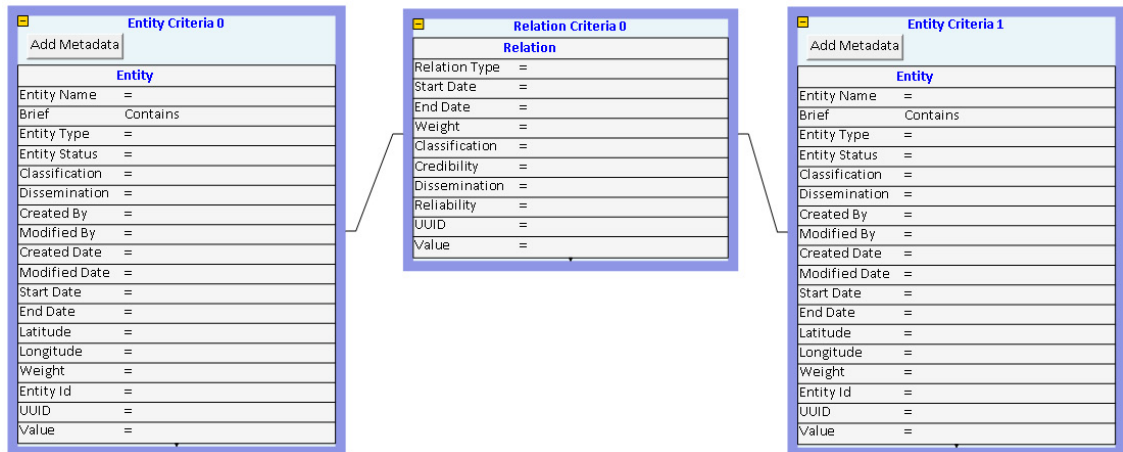 Entity Criteria 0
Add Metadata
Entity
Entity Name =
Brief Contains
Entity Type =
Entity Status =
Classification =
Dissemination =
Created By =
Modified By =
Created Date =
Modified Date =
Start Date =
End Date =
Latitude =
Longitude =
Weight =
Entity Id =
UUID =
Value =
Relation Criteria 0
Relation
Relation Type =
Start Date =
End Date =
Weight =
Classification =
Credibility =
Dissemination =
Reliability =
UUID =
Value =
Entity Criteria 1
Add Metadata
Entity
Entity Name =
Brief Contains
Entity Type =
Entity Status =
Classification =
Dissemination =
Created By =
Modified By =
Created Date =
Modified Date =
Start Date =
End Date =
Latitude =
Longitude =
Weight =
Entity Id =
UUID =
Value =